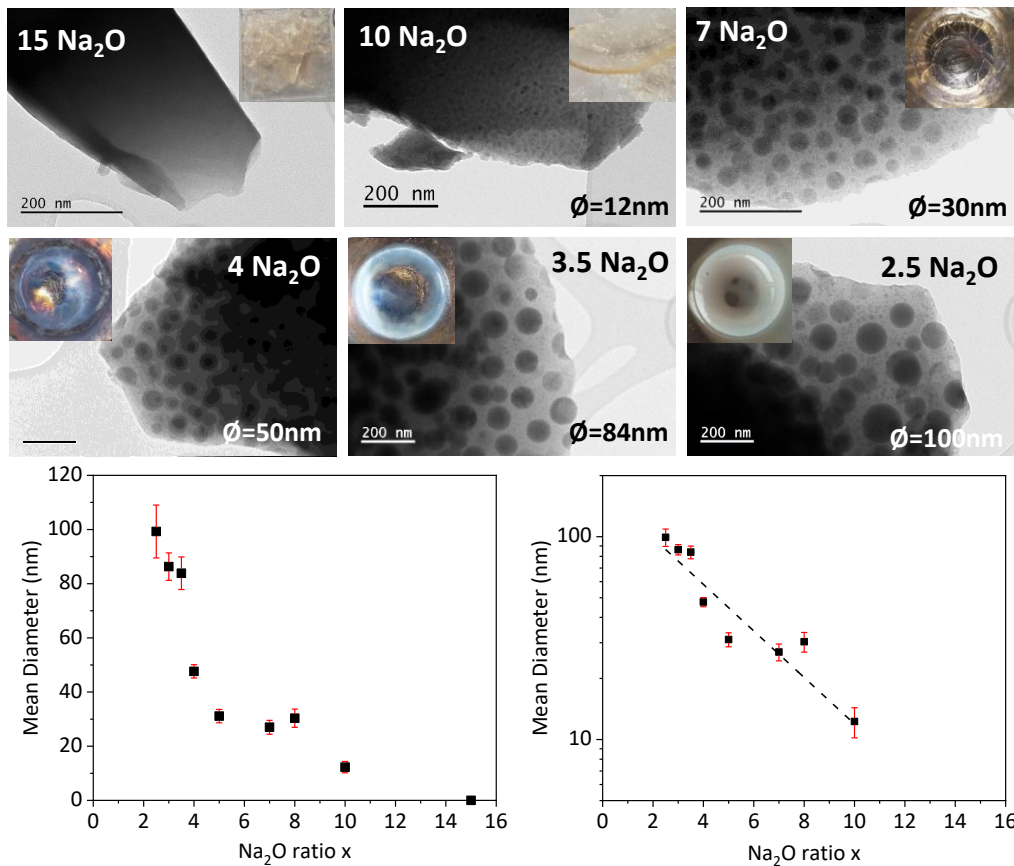 15 Na₂O
200 nm
10 Na₂O
200 nm
Ø=12nm
7 Na₂O
200 nm
Ø=30nm
4 Na₂O
Ø=50nm
3.5 Na₂O
200 nm
Ø=84nm
2.5 Na₂O
200 nm
Ø=100nm
120
100
80
60
40
20
0
Mean Diameter (nm)
0 2 4 6 8 10 12 14 16
Na₂O ratio x
100
10
Mean Diameter (nm)
0 2 4 6 8 10 12 14 16
Na₂O ratio x